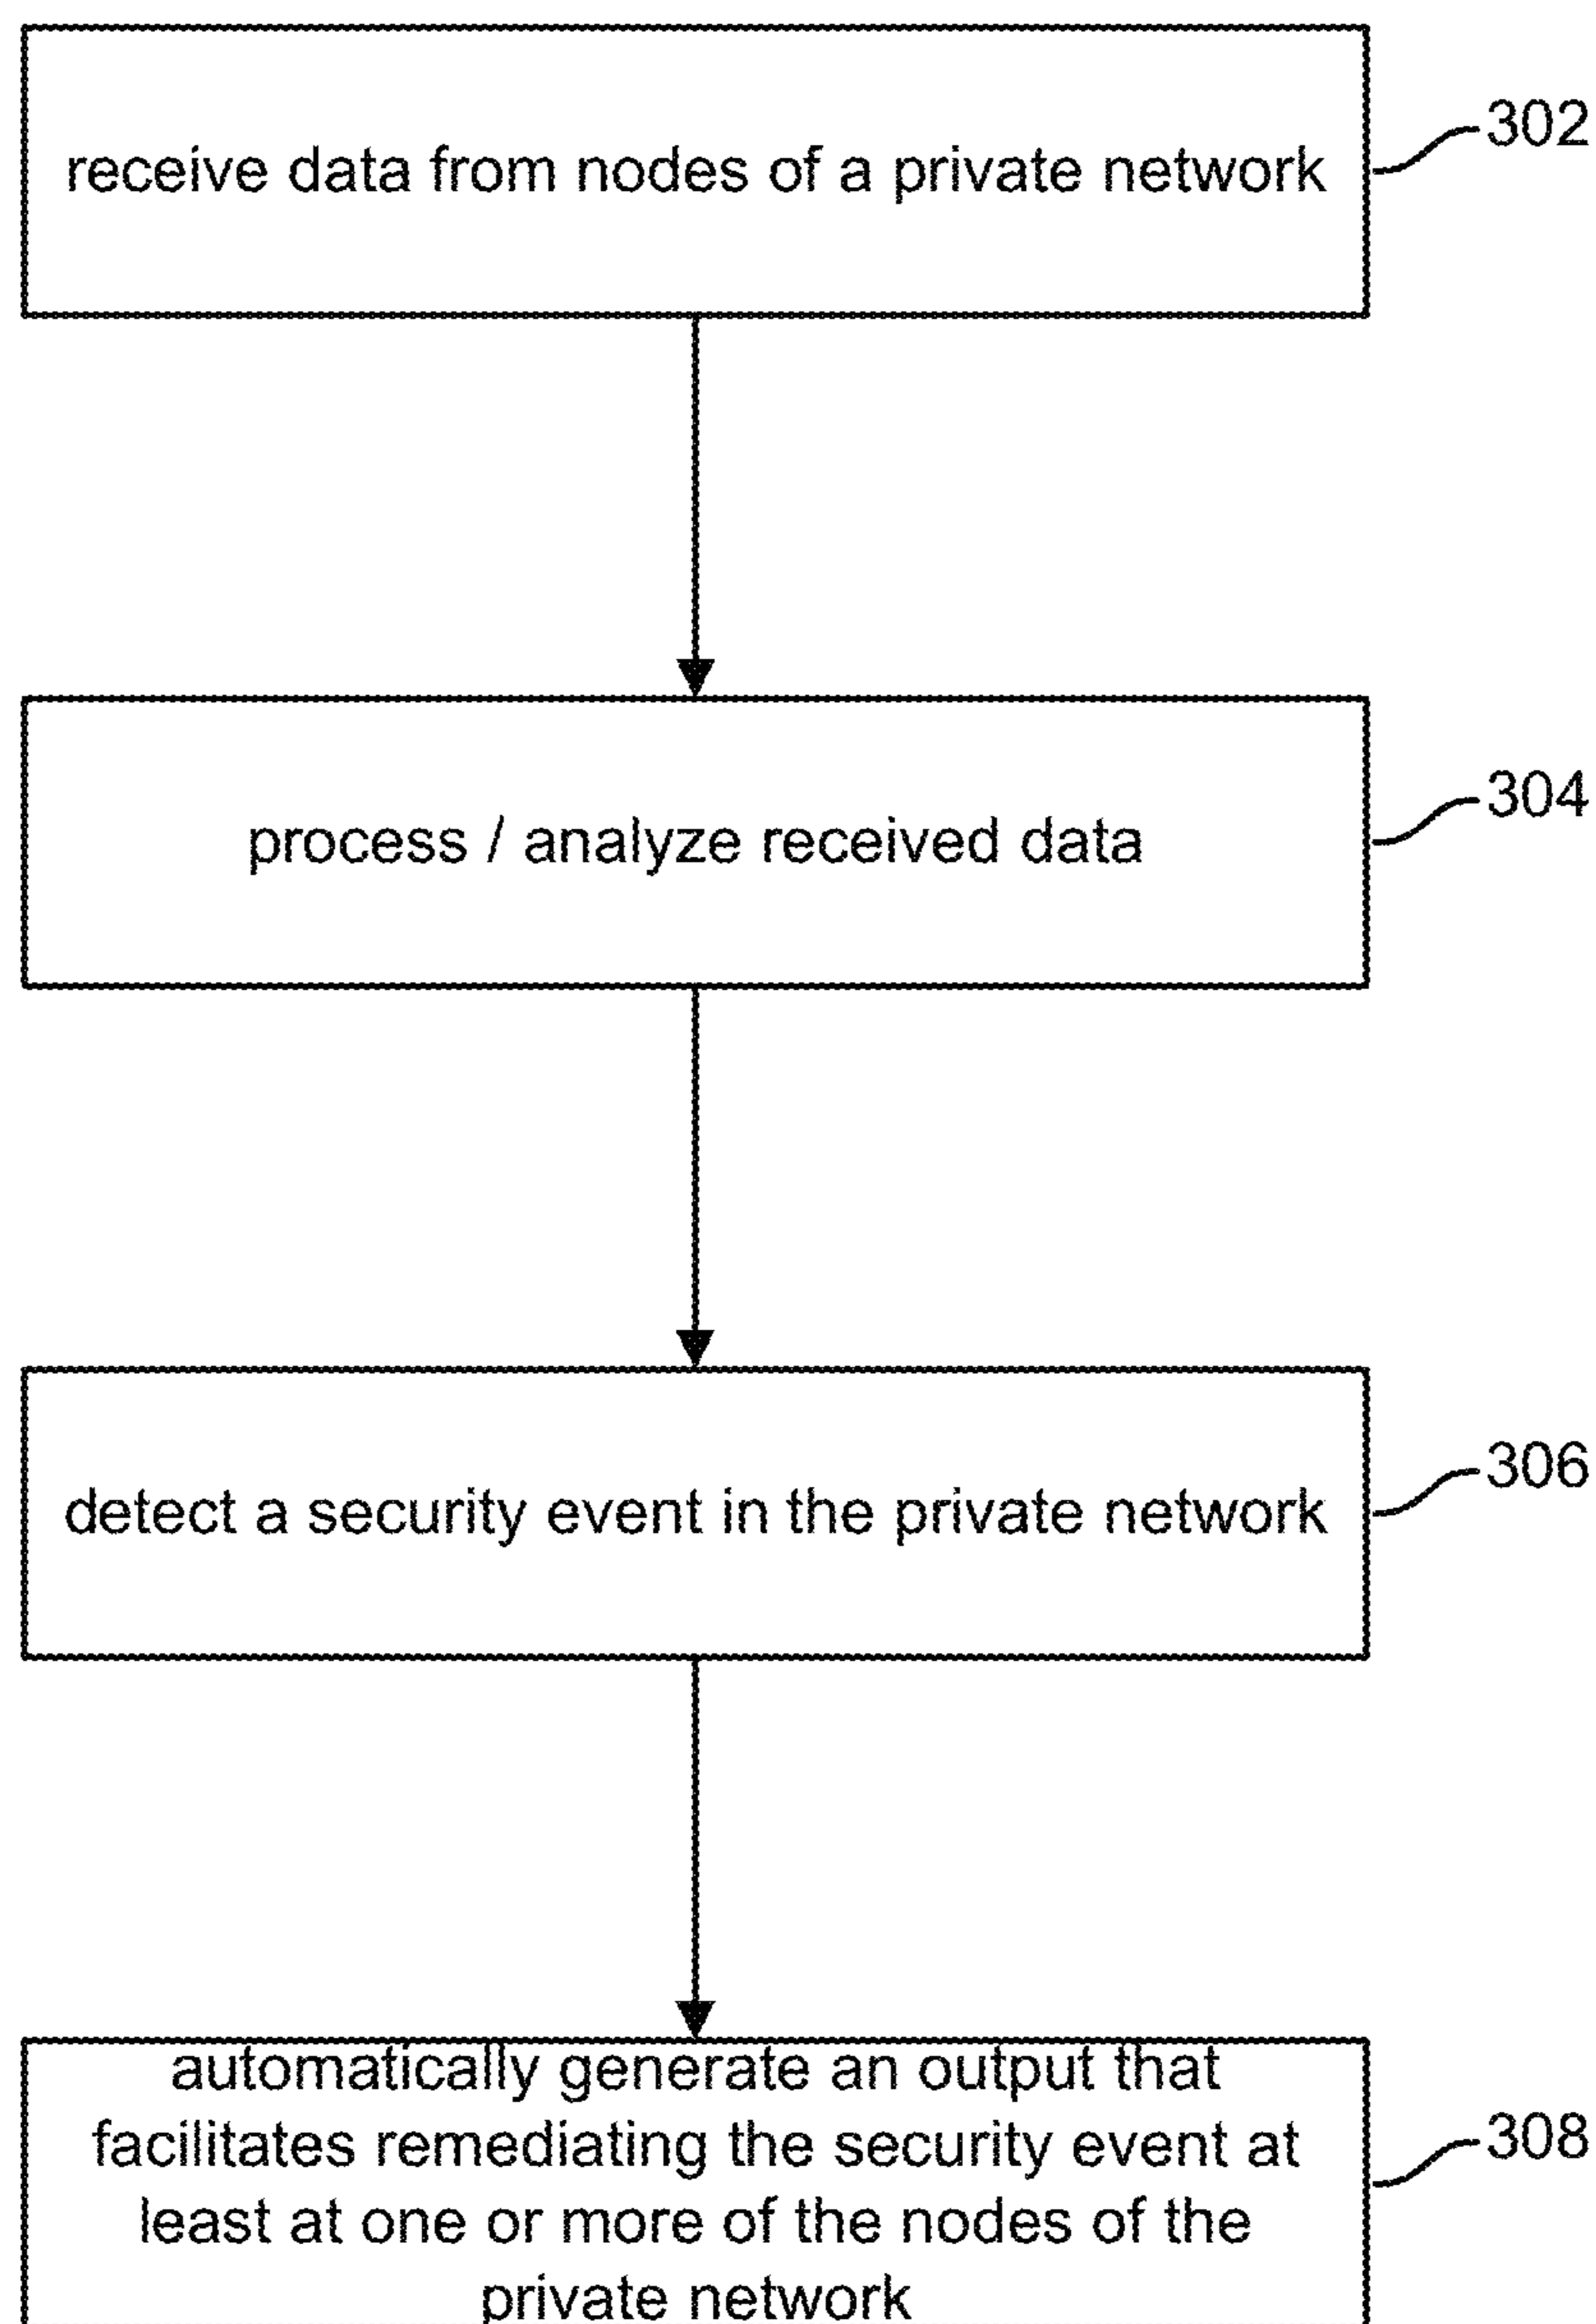 receive data from nodes of a private network
302
process / analyze received data
304
detect a security event in the private network
306
automatically generate an output that
facilitates remediating the security event at
308
least at one or more of the nodes of the
private network